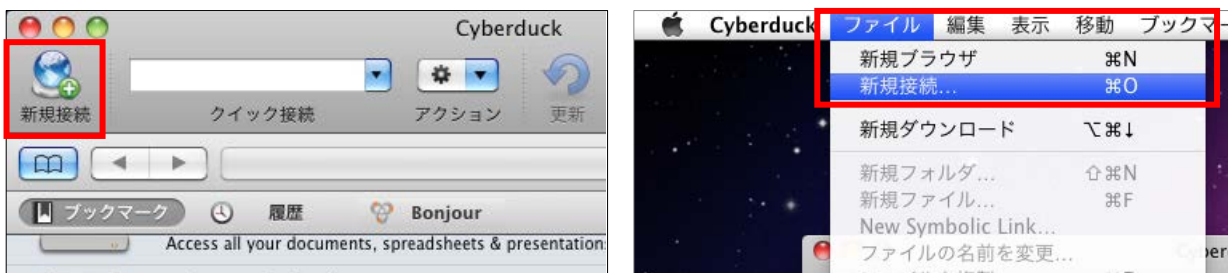 Cyberduck
新規接続
クイック接続
アクション
更新
ブックマーク 履歴 Bonjour
Access all your documents, spreadsheets & presentation
Cyberduck ファイル 編集 表示 移動 ブックマー
新規ブラウザ ⌘N
新規接続... ⌘O
新規ダウンロード ⌥⌘↓
新規フォルダ... ⇧⌘N
新規ファイル... ⌘F
New Symbolic Link...
ファイルの名前を変更...